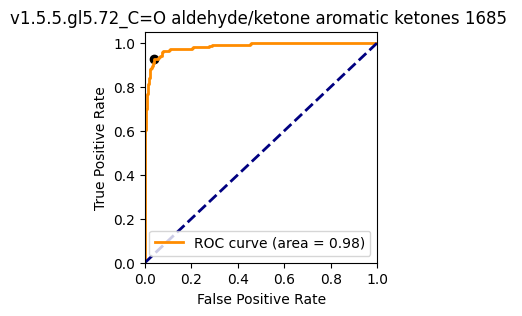 v1.5.5.gl5.72_C=O aldehyde/ketone aromatic ketones 1685
1.0
0.8
0.6
0.4
0.2
0.0
True Positive Rate
ROC curve (area = 0.98)
0.0 0.2 0.4 0.6 0.8 1.0
False Positive Rate